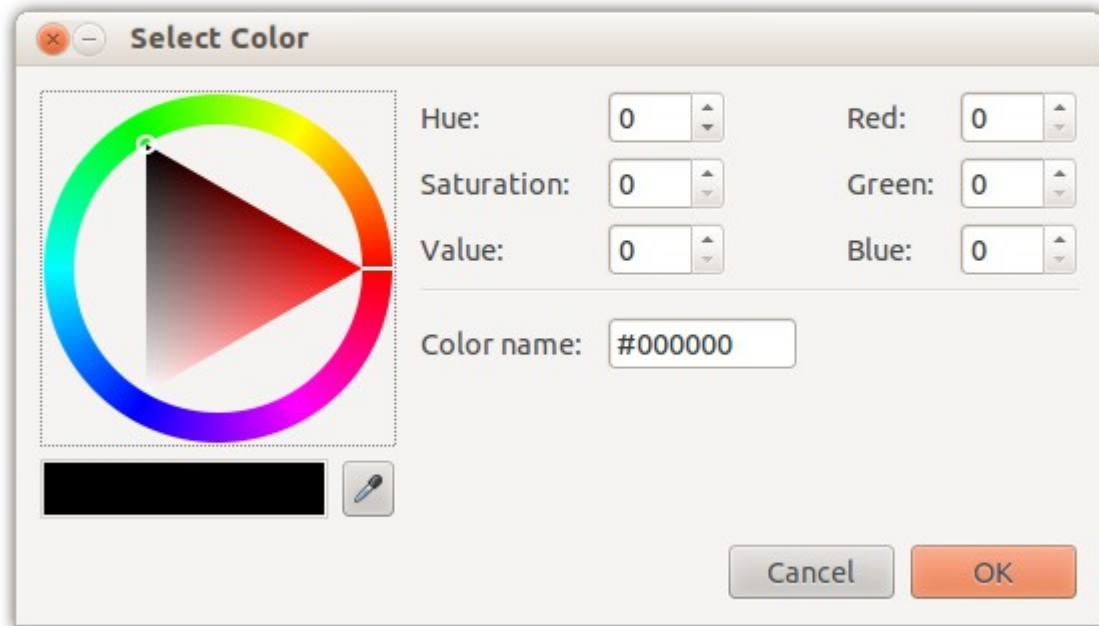 Select Color
Hue: 0 Red: 0
Saturation: 0 Green: 0
Value: 0 Blue: 0
Color name: #000000
Cancel OK